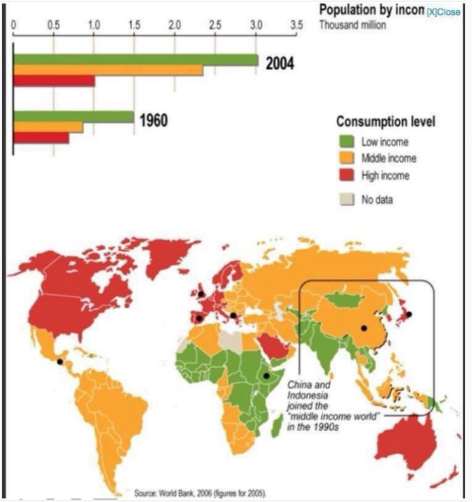 Population by incom [X]Close
Thousand million
0 0.5 1.0 1.5 2.0 2.5 3.0 3.5
2004
1960
Consumption level
Low income
Middle income
High income
No data
China and
Indonesia
joined the
"middle income world"
in the 1990s
Source: World Bank, 2006 (figures for 2005).